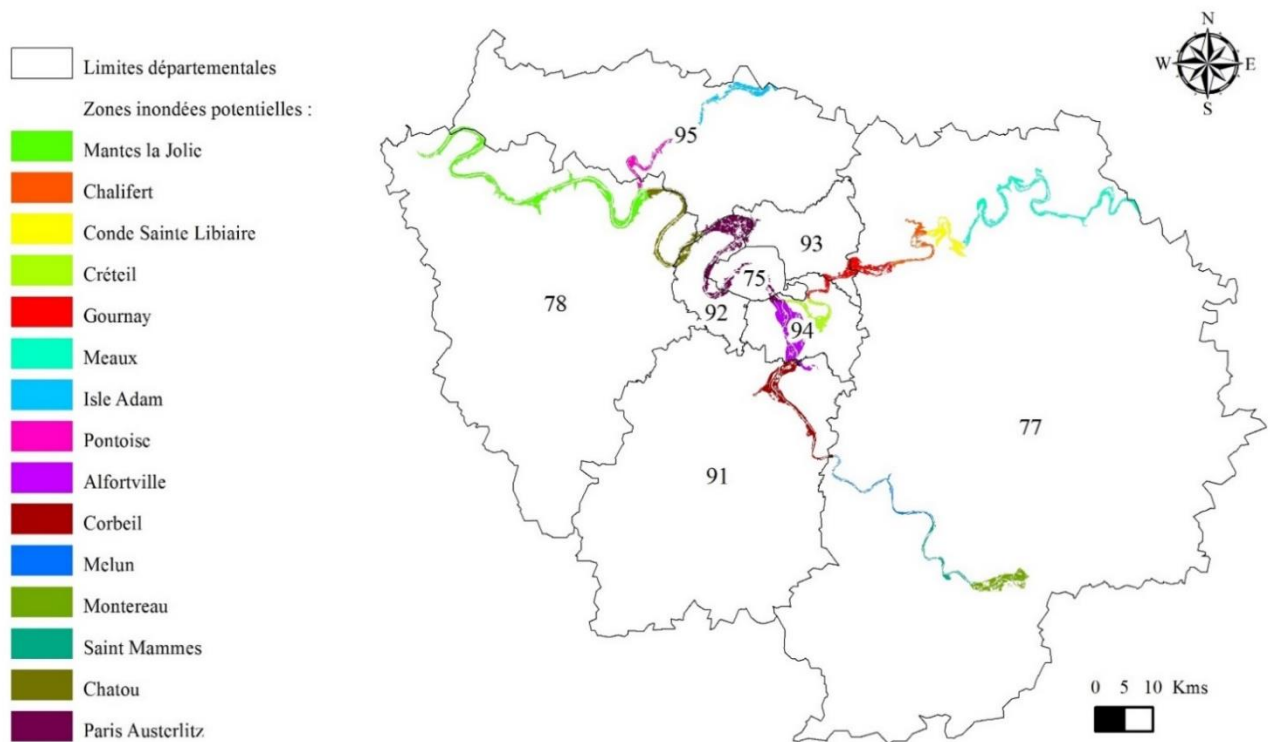 Limites départementales
Zones inondées potentielles :
Mantes la Jolie
Chalifert
Conde Sainte Libiaire
Créteil
Gournay
Meaux
Isle Adam
Pontoise
Alfortville
Corbeil
Melun
Montereau
Saint Mammes
Chatou
Paris Austerlitz
N
W E
S
95
93
75
78
92
94
77
91
0 5 10 Kms